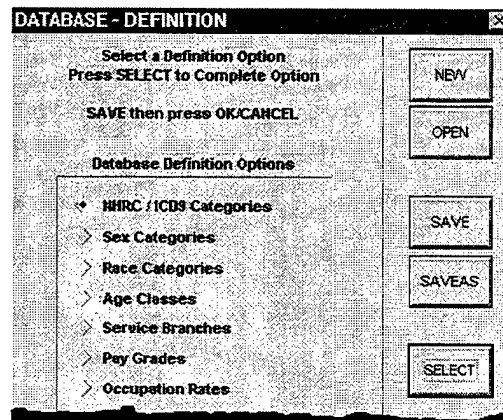 DATABASE - DEFINITION
Select a Definition Option
Press SELECT to Complete Option
SAVE then press OK/CANCEL
Database Definition Options
NHRC / ICD9 Categories
Sex Categories
Race Categories
Age Classes
Service Branches
Pay Grades
Occupation Rates
NEW
OPEN
SAVE
SAVEAS
SELECT